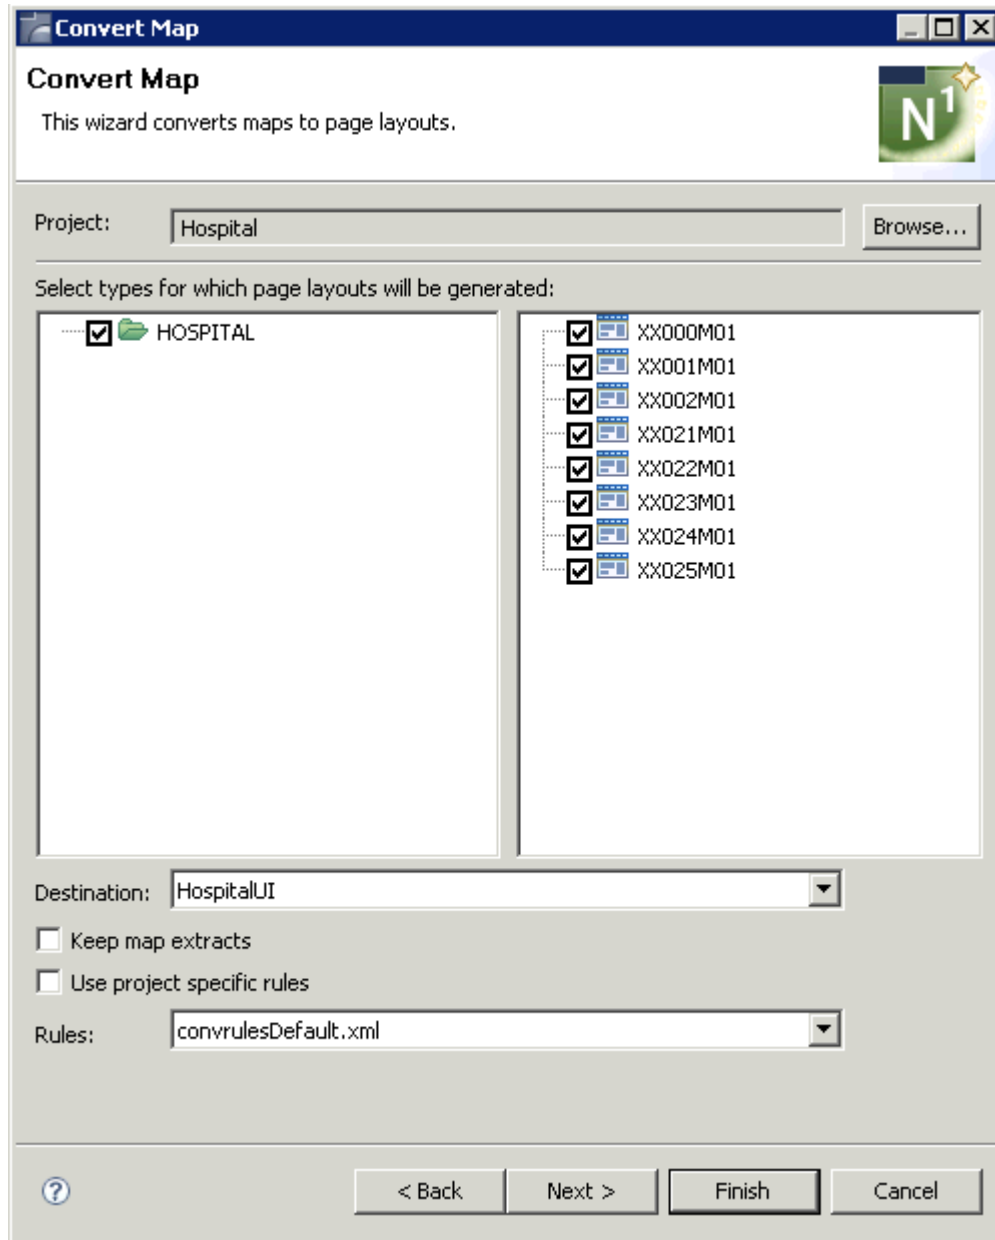 Convert Map
Convert Map
This wizard converts maps to page layouts.
N1
Project:
Hospital
Browse...
Select types for which page layouts will be generated:
HOSPITAL
XX000M01
XX001M01
XX002M01
XX021M01
XX022M01
XX023M01
XX024M01
XX025M01
Destination:
HospitalUI
Keep map extracts
Use project specific rules
Rules:
convrulesDefault.xml
?
< Back
Next >
Finish
Cancel